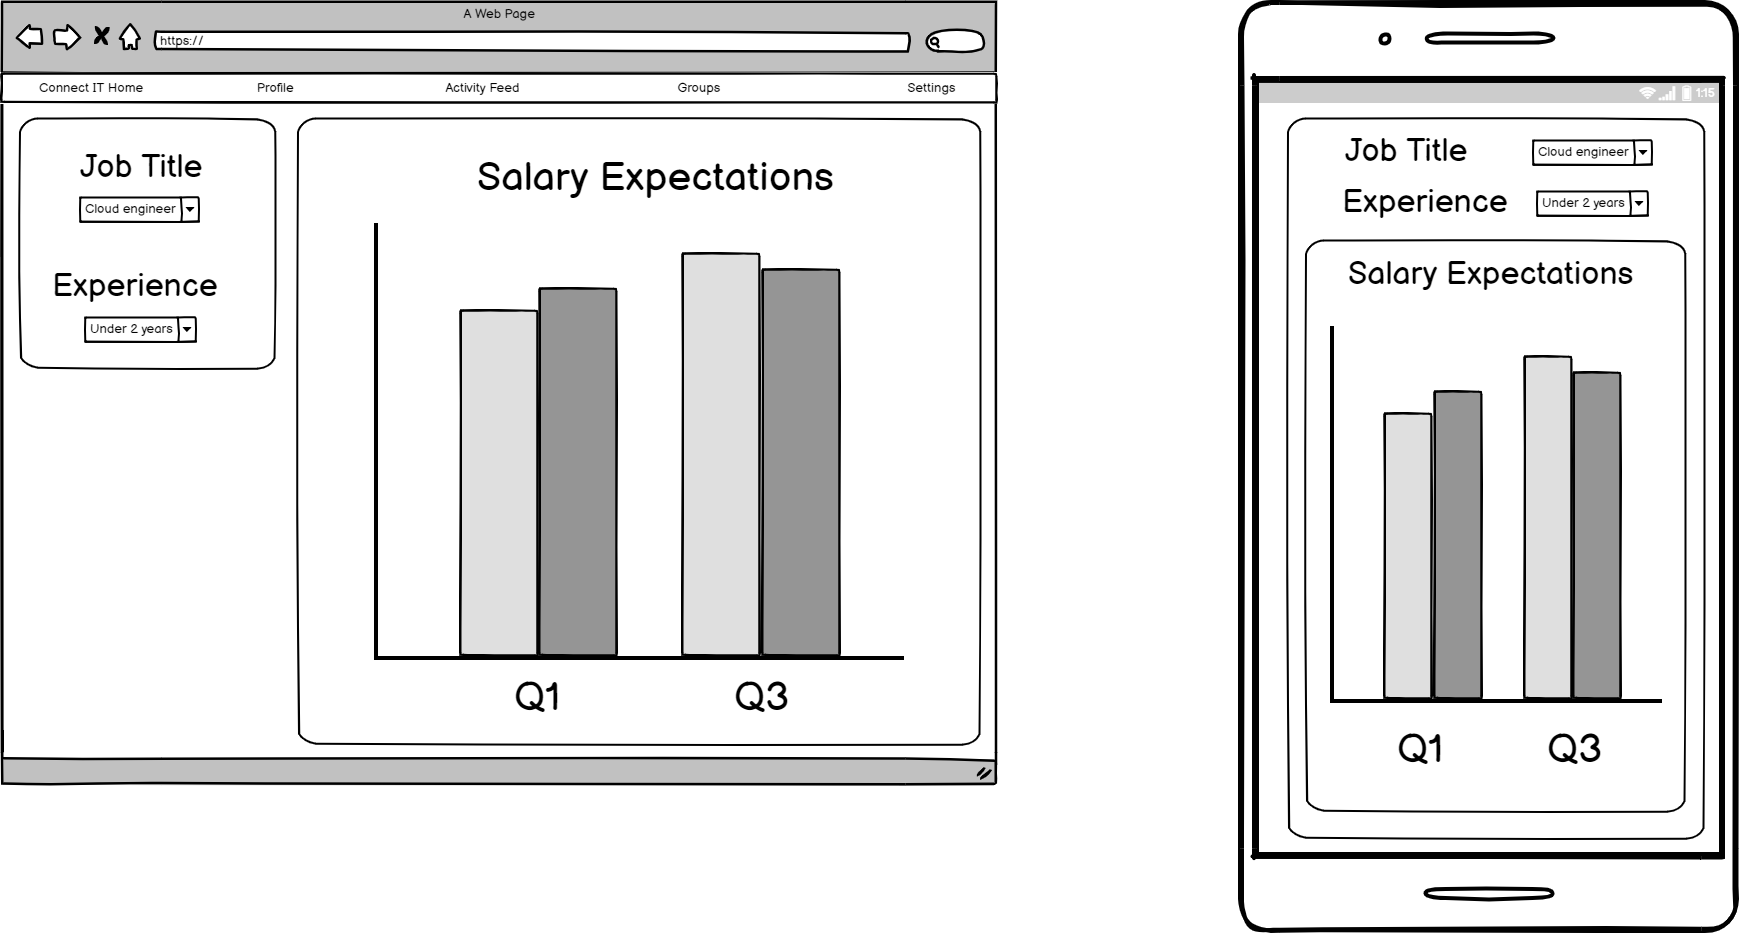 A Web Page
https://
Connect IT Home Profile Activity Feed Groups Settings
Job Title
Cloud engineer
Experience
Under 2 years
Salary Expectations
Q1 Q3
1:15
Job Title Cloud engineer
Experience Under 2 years
Salary Expectations
Q1 Q3